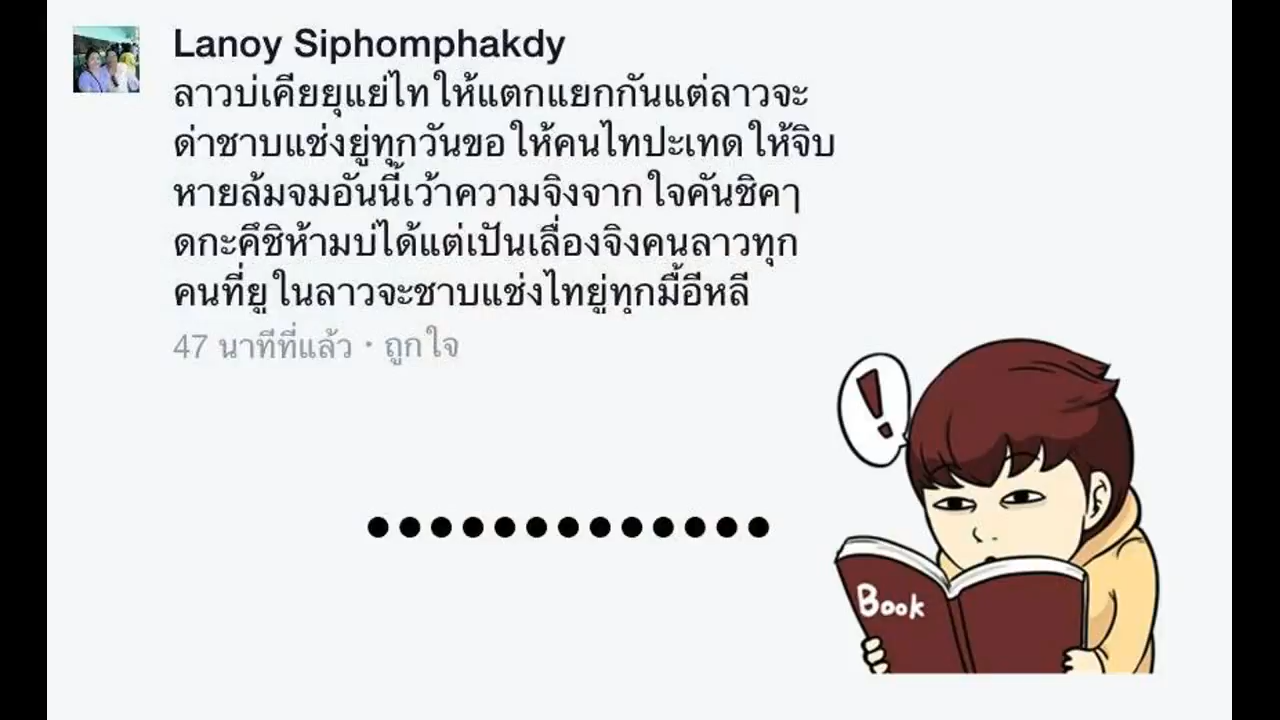 Lanoy Siphomphakdy
ลาวบ่เคียยุแย่ไทให้แตกแยกกันแต่ลาวจะ
ด่าชาบแช่งยู่ทุกวันขอให้คนไทปะเทดให้จิบ
หายล้มจมอันนี้เว้าความจิงจากใจคันชิคๅ
ดกะคึชิห้ามบ่ได้แต่เปันเลื่องจิงคนลาวทุก
คนที่ยูในลาวจะชาบแช่งไทยู่ทุกมื้อีหลี
47 นาทีที่แล้ว · ถูกใจ
!
●●●●●●●●●●●●●
Book